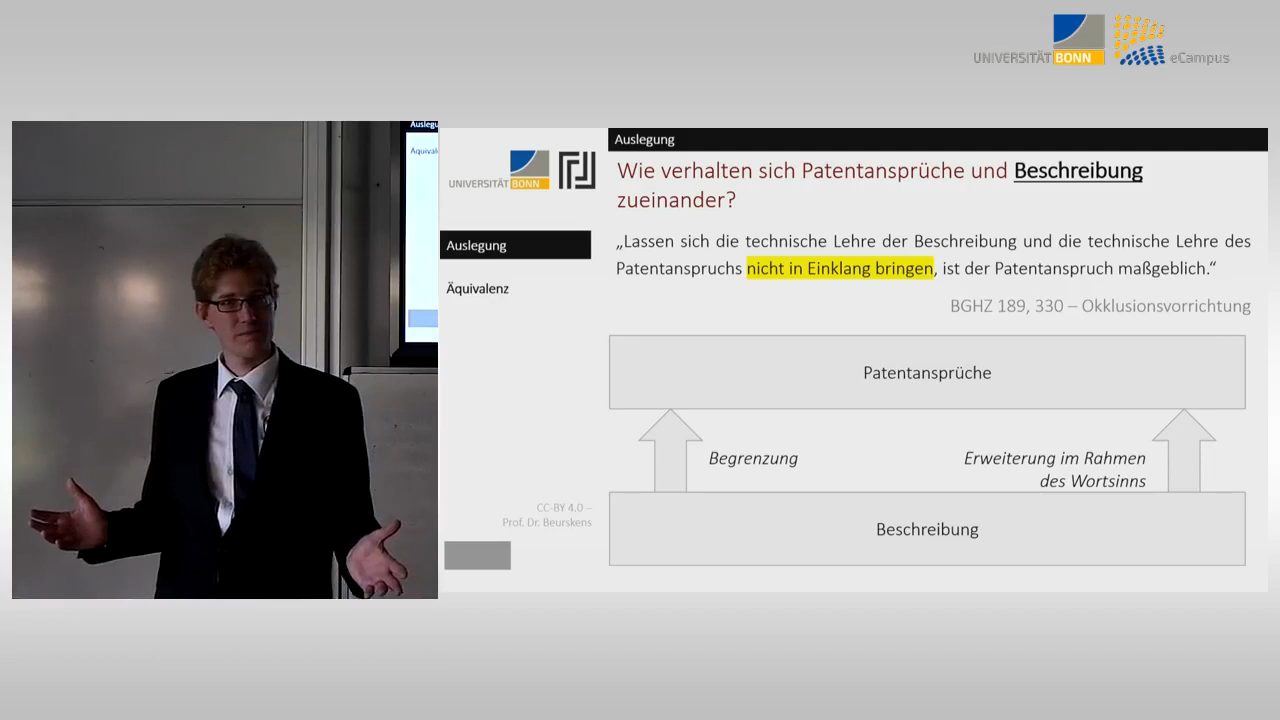 UNIVERSITÄT BONN
eCampus
Auslegu
Äquival
UNIVERSITÄT BONN
Auslegung
Äquivalenz
CC-BY 4.0 –
Prof. Dr. Beurskens
Auslegung
Wie verhalten sich Patentansprüche und Beschreibung
zueinander?
„Lassen sich die technische Lehre der Beschreibung und die technische Lehre des
Patentanspruchs nicht in Einklang bringen, ist der Patentanspruch maßgeblich.“
BGHZ 189, 330 – Okklusionsvorrichtung
Patentansprüche
Begrenzung
Erweiterung im Rahmen
des Wortsinns
Beschreibung